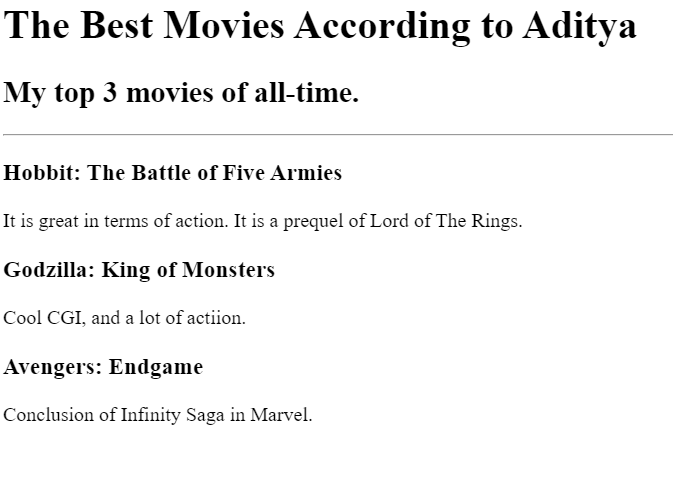 The Best Movies According to Aditya
My top 3 movies of all-time.
Hobbit: The Battle of Five Armies
It is great in terms of action. It is a prequel of Lord of The Rings.
Godzilla: King of Monsters
Cool CGI, and a lot of actiion.
Avengers: Endgame
Conclusion of Infinity Saga in Marvel.